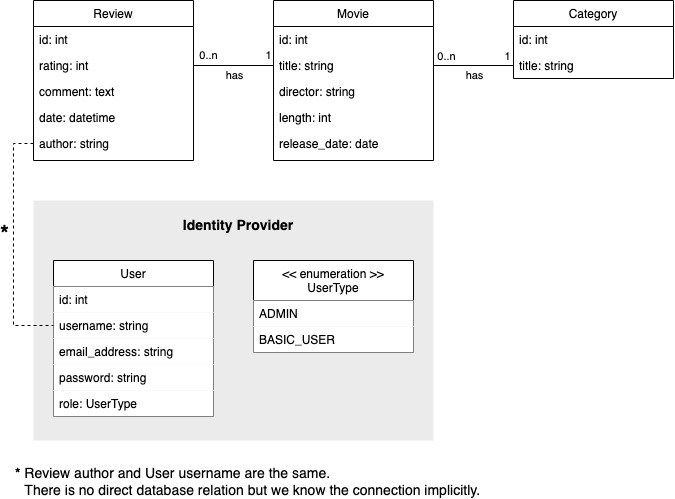 Review
id: int
rating: int
comment: text
date: datetime
author: string
0..n
1
has
Movie
id: int
title: string
director: string
length: int
release_date: date
0..n
1
has
Category
id: int
title: string
*
Identity Provider
User
id: int
username: string
email_address: string
password: string
role: UserType
<< enumeration >>
UserType
ADMIN
BASIC_USER
* Review author and User username are the same.
There is no direct database relation but we know the connection implicitly.